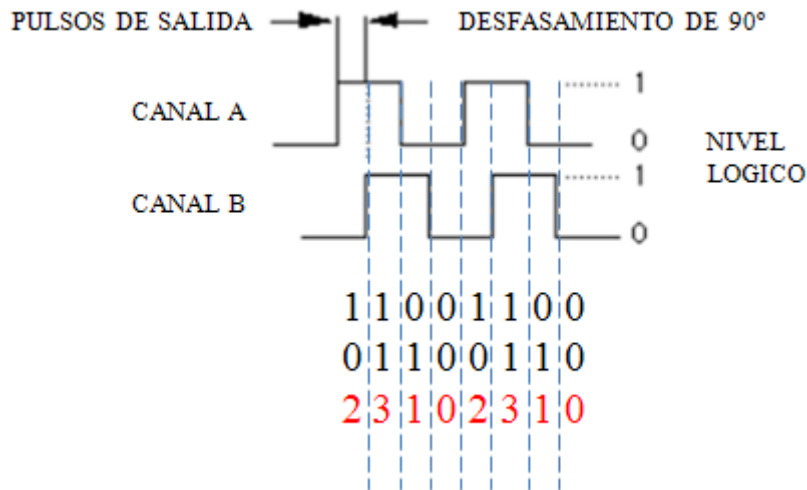 PULSOS DE SALIDA
DESFASAMIENTO DE 90º
CANAL A
1
0
NIVEL
LOGICO
1
CANAL B
0
1 1 0 0 1 1 0 0
0 1 1 0 0 1 1 0
2 3 1 0 2 3 1 0